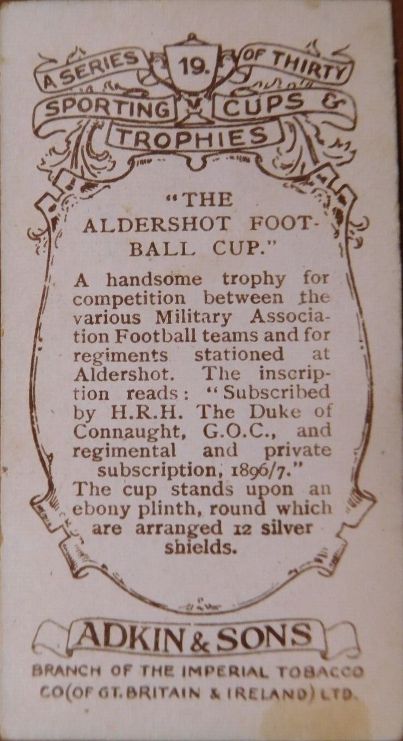 A SERIES 19. OF THIRTY
SPORTING CUPS &
TROPHIES
"THE
ALDERSHOT FOOT-
BALL CUP."
A handsome trophy for
competition between the
various Military Associa-
tion Football teams and for
regiments stationed at
Aldershot. The inscrip-
tion reads: "Subscribed
by H.R.H. The Duke of
Connaught, G.O.C., and
regimental and private
subscription, 1896/7."
The cup stands upon an
ebony plinth, round which
are arranged 12 silver
shields.
ADKIN & SONS
BRANCH OF THE IMPERIAL TOBACCO
CO (OF GT. BRITAIN & IRELAND) LTD.